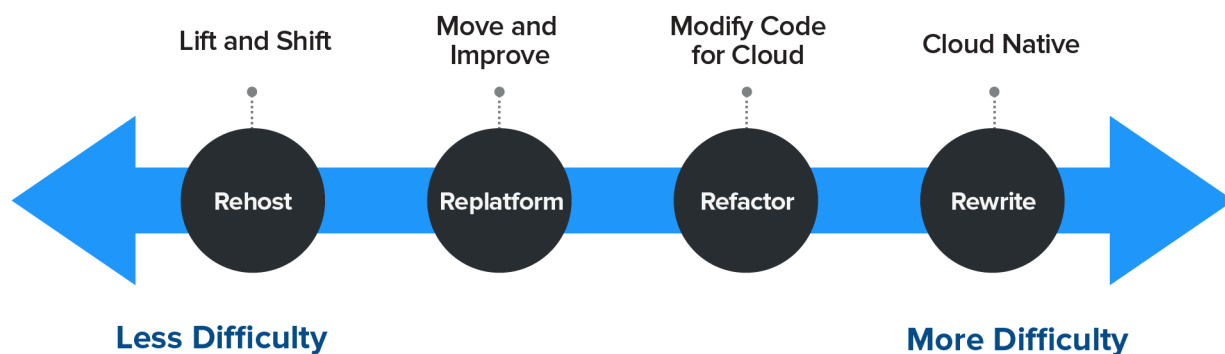 Lift and Shift
Move and
Improve
Modify Code
for Cloud
Cloud Native
Rehost
Replatform
Refactor
Rewrite
Less Difficulty
More Difficulty